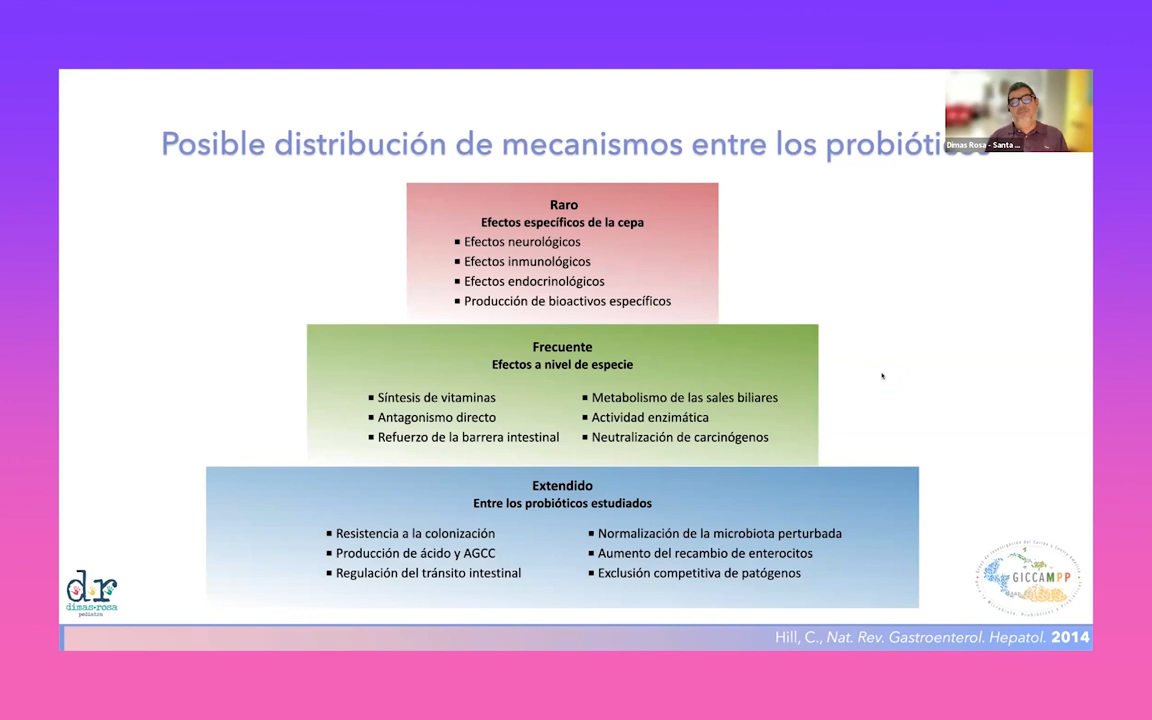 Posible distribución de mecanismos entre los
Dimas Rosa - Santa ...
Raro
Efectos específicos de la cepa
▪ Efectos neurológicos
▪ Efectos inmunológicos
▪ Efectos endocrinológicos
▪ Producción de bioactivos específicos
Frecuente
Efectos a nivel de especie
▪ Síntesis de vitaminas
▪ Antagonismo directo
▪ Refuerzo de la barrera intestinal
▪ Metabolismo de las sales biliares
▪ Actividad enzimática
▪ Neutralización de carcinógenos
Extendido
Entre los probióticos estudiados
▪ Resistencia a la colonización
▪ Producción de ácido y AGCC
▪ Regulación del tránsito intestinal
▪ Normalización de la microbiota perturbada
▪ Aumento del recambio de enterocitos
▪ Exclusión competitiva de patógenos
dr
dimas•rosa
pediatra
GICCAMPP
Hill, C., Nat. Rev. Gastroenterol. Hepatol. 2014